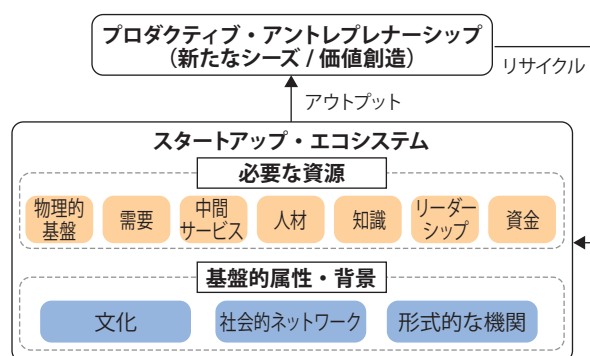 プロダクティブ・アントレプレナーシップ
（新たなシーズ / 価値創造）
リサイクル
アウトプット
スタートアップ・エコシステム
必要な資源
物理的
基盤
需要
中間
サービス
人材
知識
リーダー
シップ
資金
基盤的属性・背景
文化
社会的ネットワーク
形式的な機関